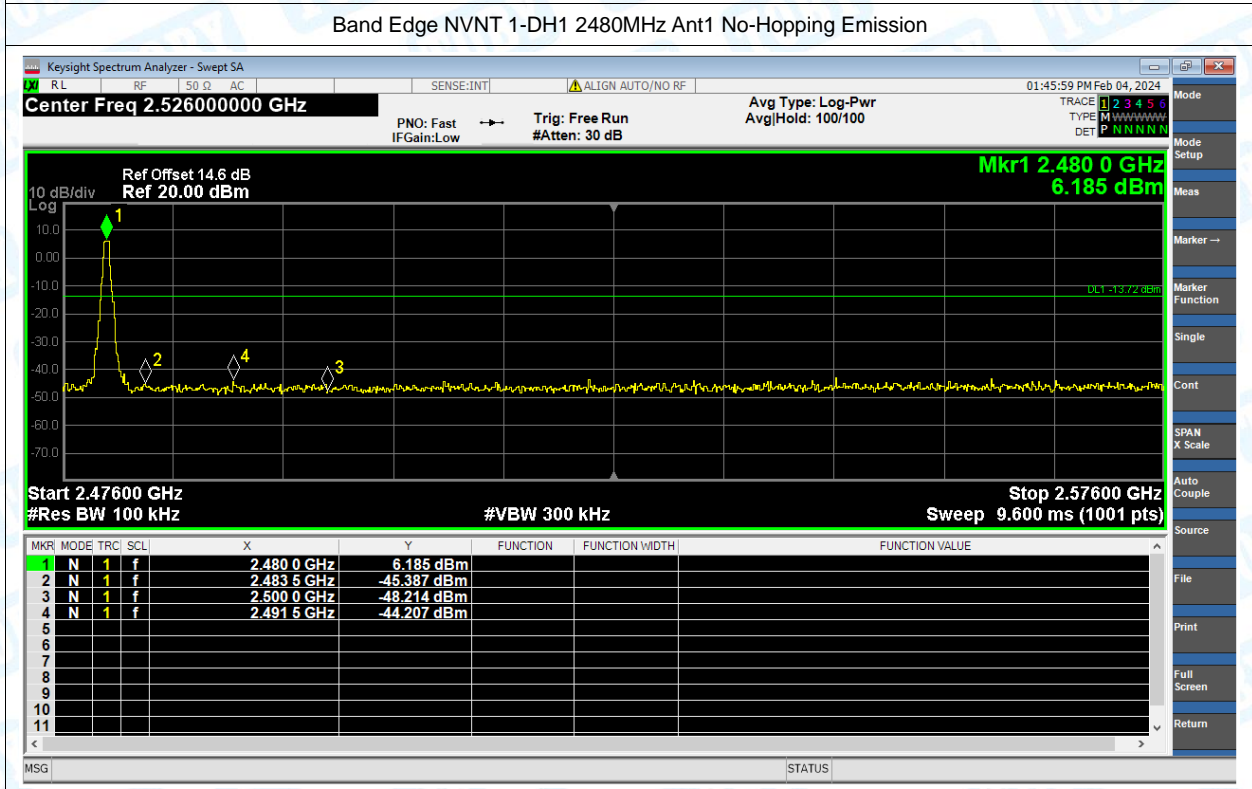 Band Edge NVNT 1-DH1 2480MHz Ant1 No-Hopping Emission
Keysight Spectrum Analyzer - Swept SA
LXI RL RF 50 Ω AC SENSE:INT ALIGN AUTO/NO RF 01:45:59 PM Feb 04, 2024
Center Freq 2.526000000 GHz
PNO: Fast
IFGain:Low
Trig: Free Run
#Atten: 30 dB
Avg Type: Log-Pwr
Avg|Hold: 100/100
TRACE 1 2 3 4 5 6
TYPE M WWWWW
DET P N N N N N
Mkr1 2.480 0 GHz
6.185 dBm
Ref Offset 14.6 dB
10 dB/div Ref 20.00 dBm
Log
10.0
0.00
-10.0
-20.0
-30.0
-40.0
-50.0
-60.0
-70.0
1
2
4
3
DL1 -13.72 dBm
Start 2.47600 GHz Stop 2.57600 GHz
#Res BW 100 kHz #VBW 300 kHz Sweep 9.600 ms (1001 pts)
MKR MODE TRC SCL X Y FUNCTION FUNCTION WIDTH FUNCTION VALUE
1 N 1 f 2.480 0 GHz 6.185 dBm
2 N 1 f 2.483 5 GHz -45.387 dBm
3 N 1 f 2.500 0 GHz -48.214 dBm
4 N 1 f 2.491 5 GHz -44.207 dBm
5
6
7
8
9
10
11
MSG STATUS
Mode
Mode
Setup
Meas
Marker →
Marker
Function
Single
Cont
SPAN
X Scale
Auto
Couple
Source
File
Print
Full
Screen
Return